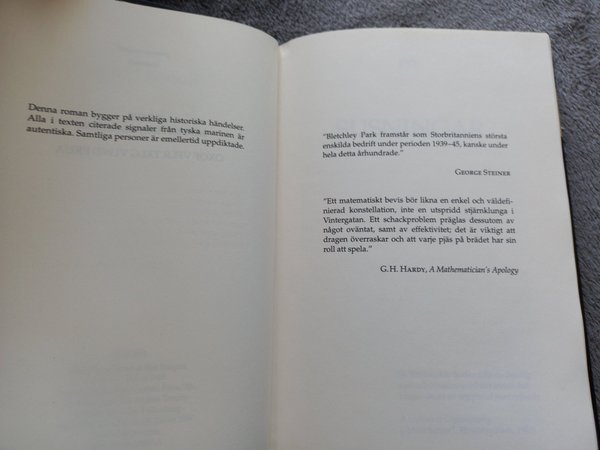 Denna roman bygger på verkliga historiska händelser.
Alla i texten citerade signaler från tyska marinen är
autentiska. Samtliga personer är emellertid uppdiktade.
"Bletchley Park framstår som Storbritanniens största
enskilda bedrift under perioden 1939–45, kanske under
hela detta århundrade."
GEORGE STEINER
"Ett matematiskt bevis bör likna en enkel och väldefi-
nierad konstellation, inte en utspridd stjärnklunga i
Vintergatan. Ett schackproblem präglas dessutom av
något oväntat, samt av effektivitet; det är viktigt att
dragen överraskar och att varje pjäs på brädet har sin
roll att spela."
G.H. HARDY, A Mathematician's Apology